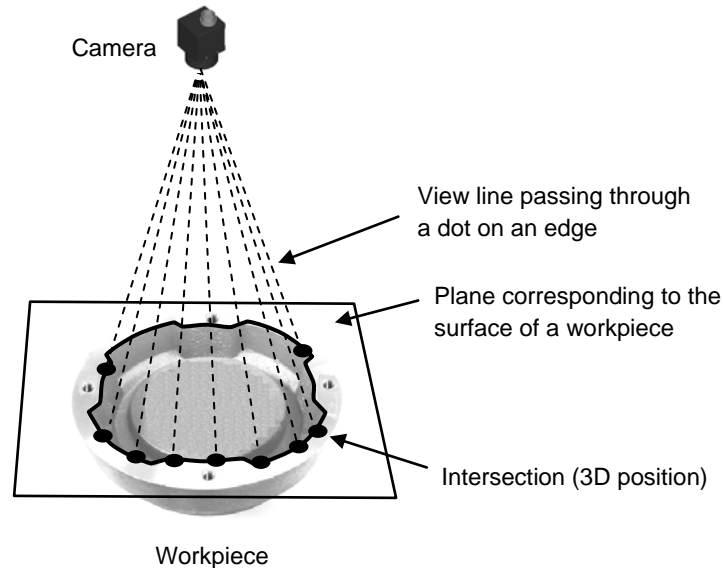 Camera
View line passing through
a dot on an edge
Plane corresponding to the
surface of a workpiece
Intersection (3D position)
Workpiece